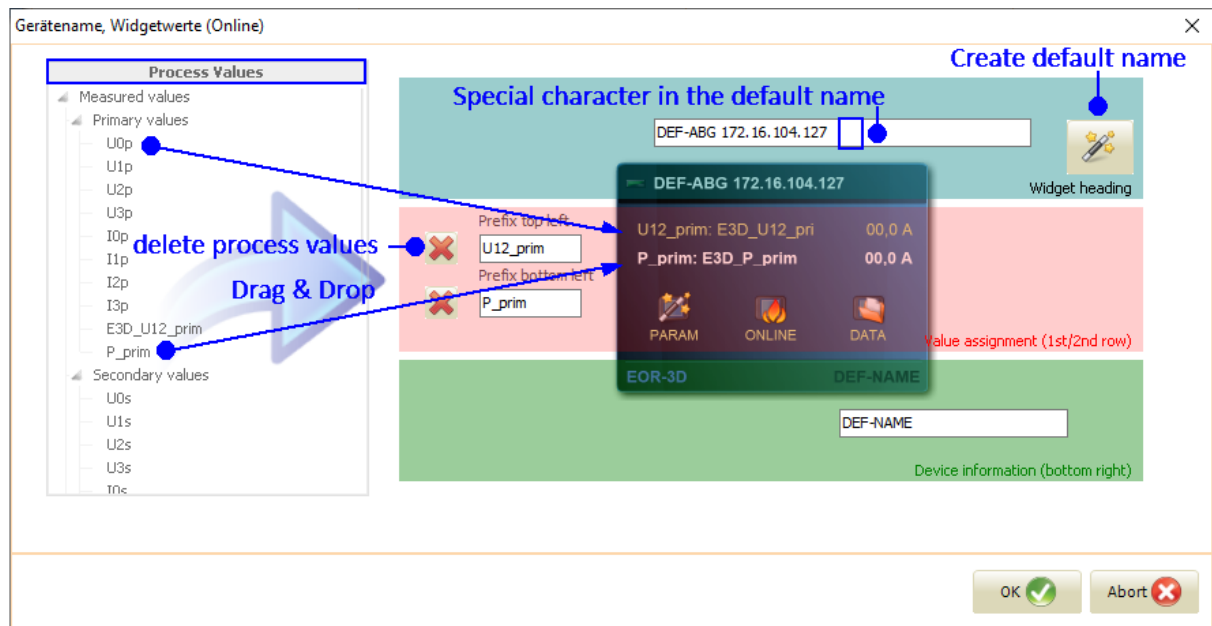 Gerätename, Widgetwerte (Online)
Create default name
Process Values
Special character in the default name
Measured values
Primary values
U0p
U1p
U2p
U3p
I0p
I1p
I2p
I3p
E3D_U12_prim
P_prim
Secondary values
U0s
U1s
U2s
U3s
I0s
DEF-ABG 172.16.104.127
Widget heading
delete process values
Drag & Drop
Prefix top left
U12_prim
Prefix bottom left
P_prim
DEF-ABG 172.16.104.127
U12_prim: E3D_U12_pri 00,0 A
P_prim: E3D_P_prim 00,0 A
PARAM ONLINE DATA
EOR-3D DEF-NAME
Value assignment (1st/2nd row)
DEF-NAME
Device information (bottom right)
OK
Abort